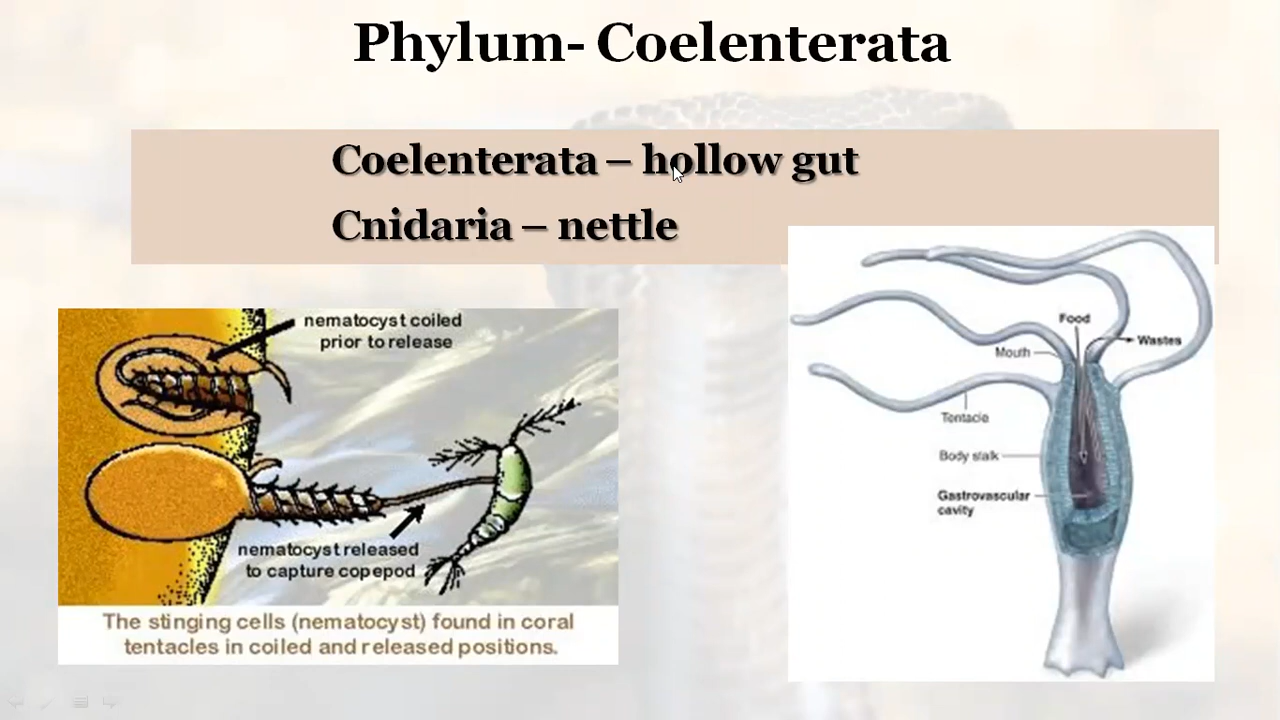 Phylum- Coelenterata
Coelenterata – hollow gut
Cnidaria – nettle
nematocyst coiled
prior to release
nematocyst released
to capture copepod
The stinging cells (nematocyst) found in coral
tentacles in coiled and released positions.
Food
Wastes
Mouth
Tentacle
Body stalk
Gastrovascular
cavity